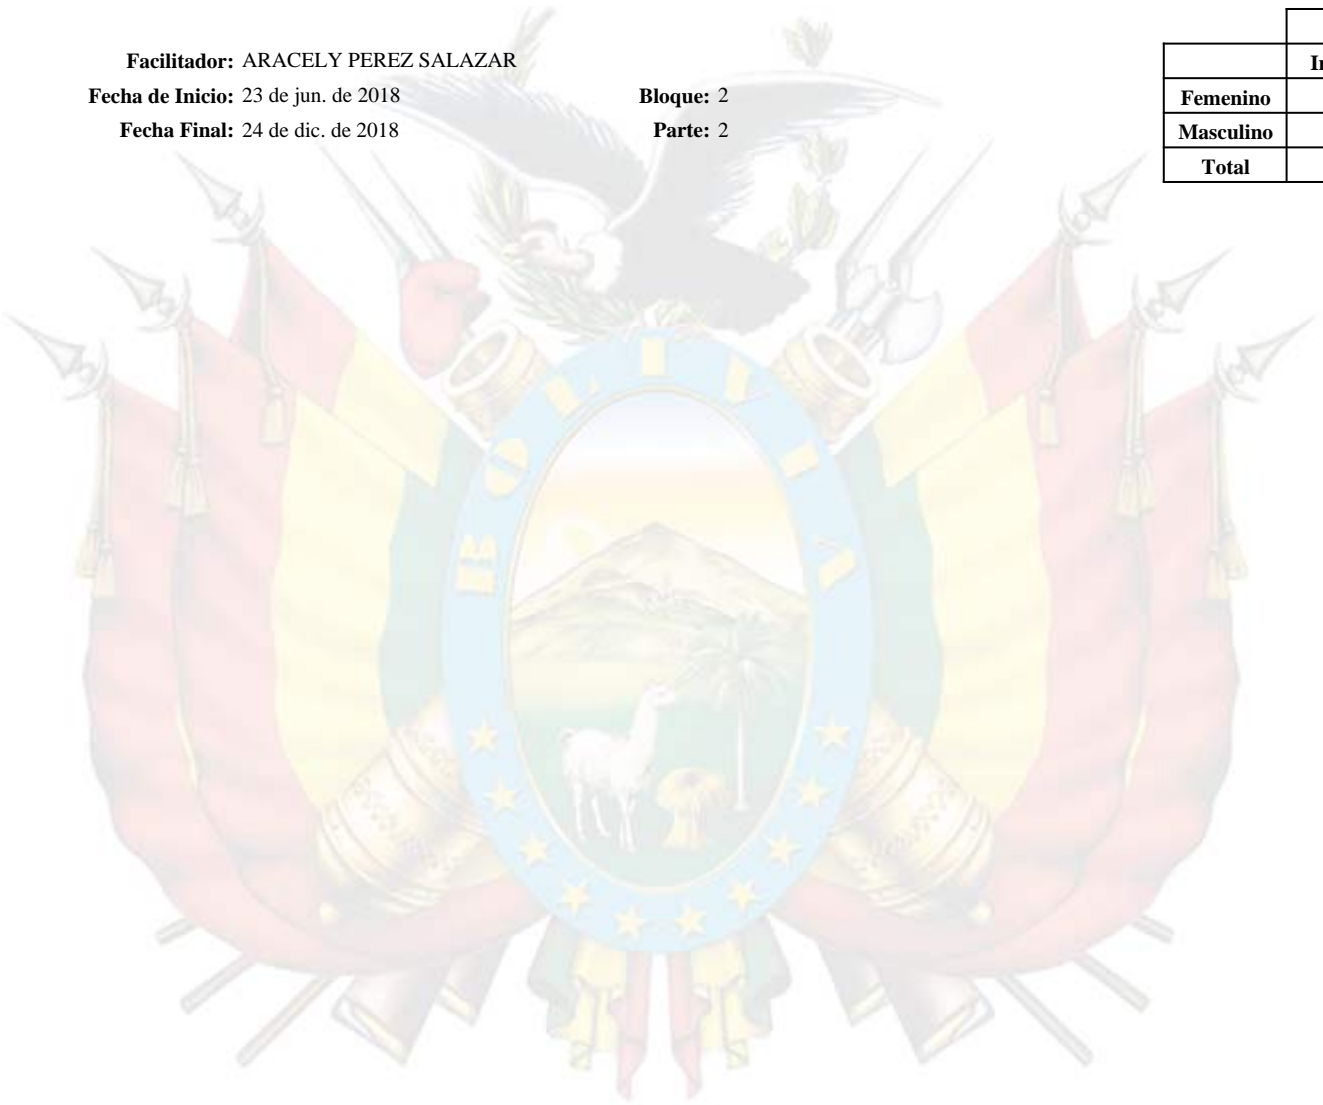 Facilitador: ARACELY PEREZ SALAZAR
Fecha de Inicio: 23 de jun. de 2018 Bloque: 2
Fecha Final: 24 de dic. de 2018 Parte: 2
Femenino
Masculino
Total
BOLIVIA